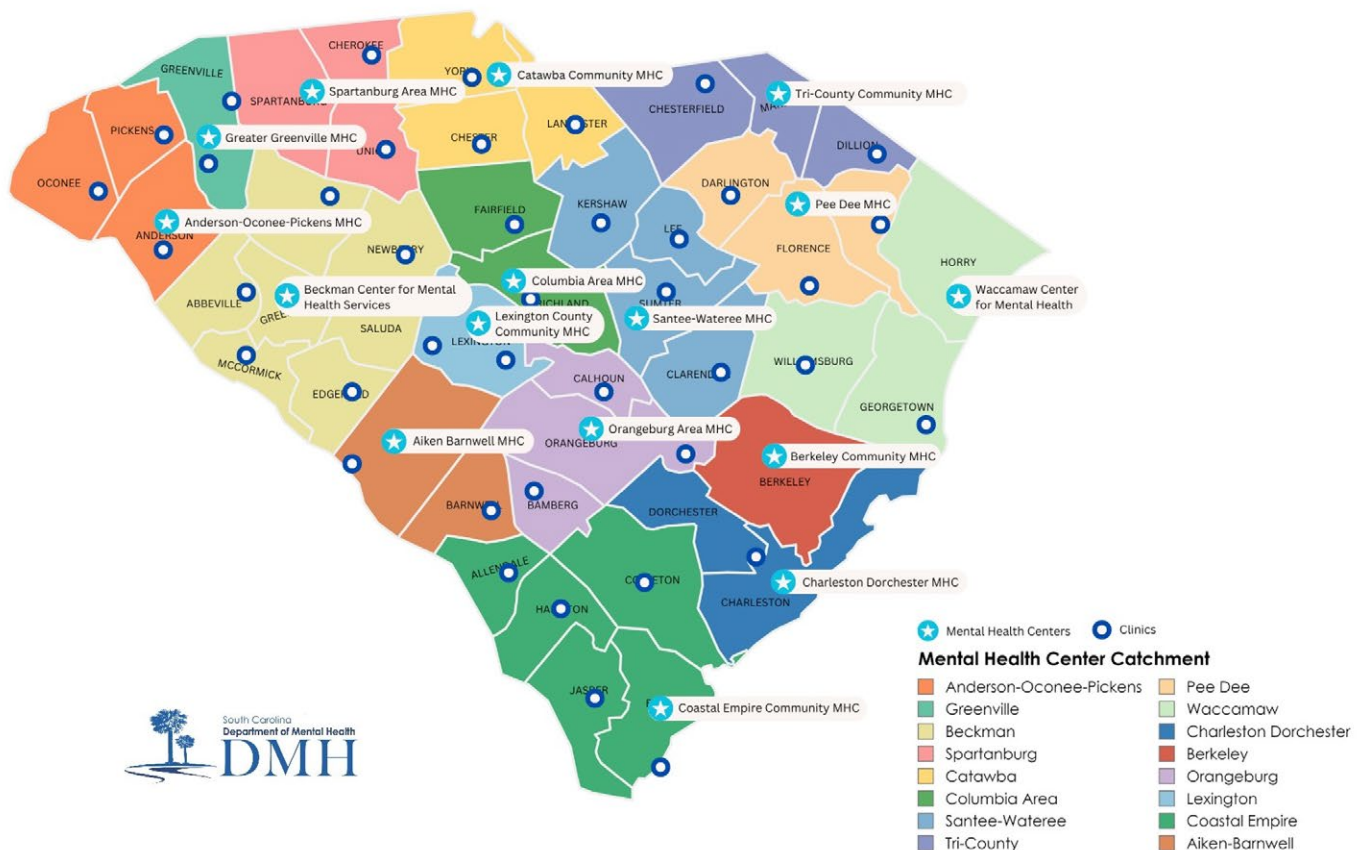 CHEROKEE
GREENVILLE
YORK
Catawba Community MHC
SPARTANBURG
Spartanburg Area MHC
CHESTERFIELD
Tri-County Community MHC
PICKENS
Greater Greenville MHC
UNION
CHESTER
LANCASTER
DILLION
OCONEE
DARLINGTON
Pee Dee MHC
Anderson-Oconee-Pickens MHC
ANDERSON
FAIRFIELD
KERSHAW
LEE
NEWBERRY
FLORENCE
HORRY
Columbia Area MHC
Beckman Center for Mental
Health Services
ABBEVILLE
RICHLAND
SUMTER
Waccamaw Center
for Mental Health
Lexington County
Community MHC
Santee-Wateree MHC
SALUDA
LEXINGTON
WILLIAMSBURG
MCCORMICK
CALHOUN
CLARENDON
EDGEFIELD
GEORGETOWN
Aiken Barnwell MHC
Orangeburg Area MHC
ORANGEBURG
Berkeley Community MHC
BERKELEY
BARNWELL
BAMBERG
DORCHESTER
ALLENDALE
COLLETON
Charleston Dorchester MHC
HAMPTON
CHARLESTON
JASPER
Coastal Empire Community MHC
South Carolina
Department of Mental Health
DMH
Mental Health Centers
Clinics
Mental Health Center Catchment
Anderson-Oconee-Pickens
Greenville
Beckman
Spartanburg
Catawba
Columbia Area
Santee-Wateree
Tri-County
Pee Dee
Waccamaw
Charleston Dorchester
Berkeley
Orangeburg
Lexington
Coastal Empire
Aiken-Barnwell